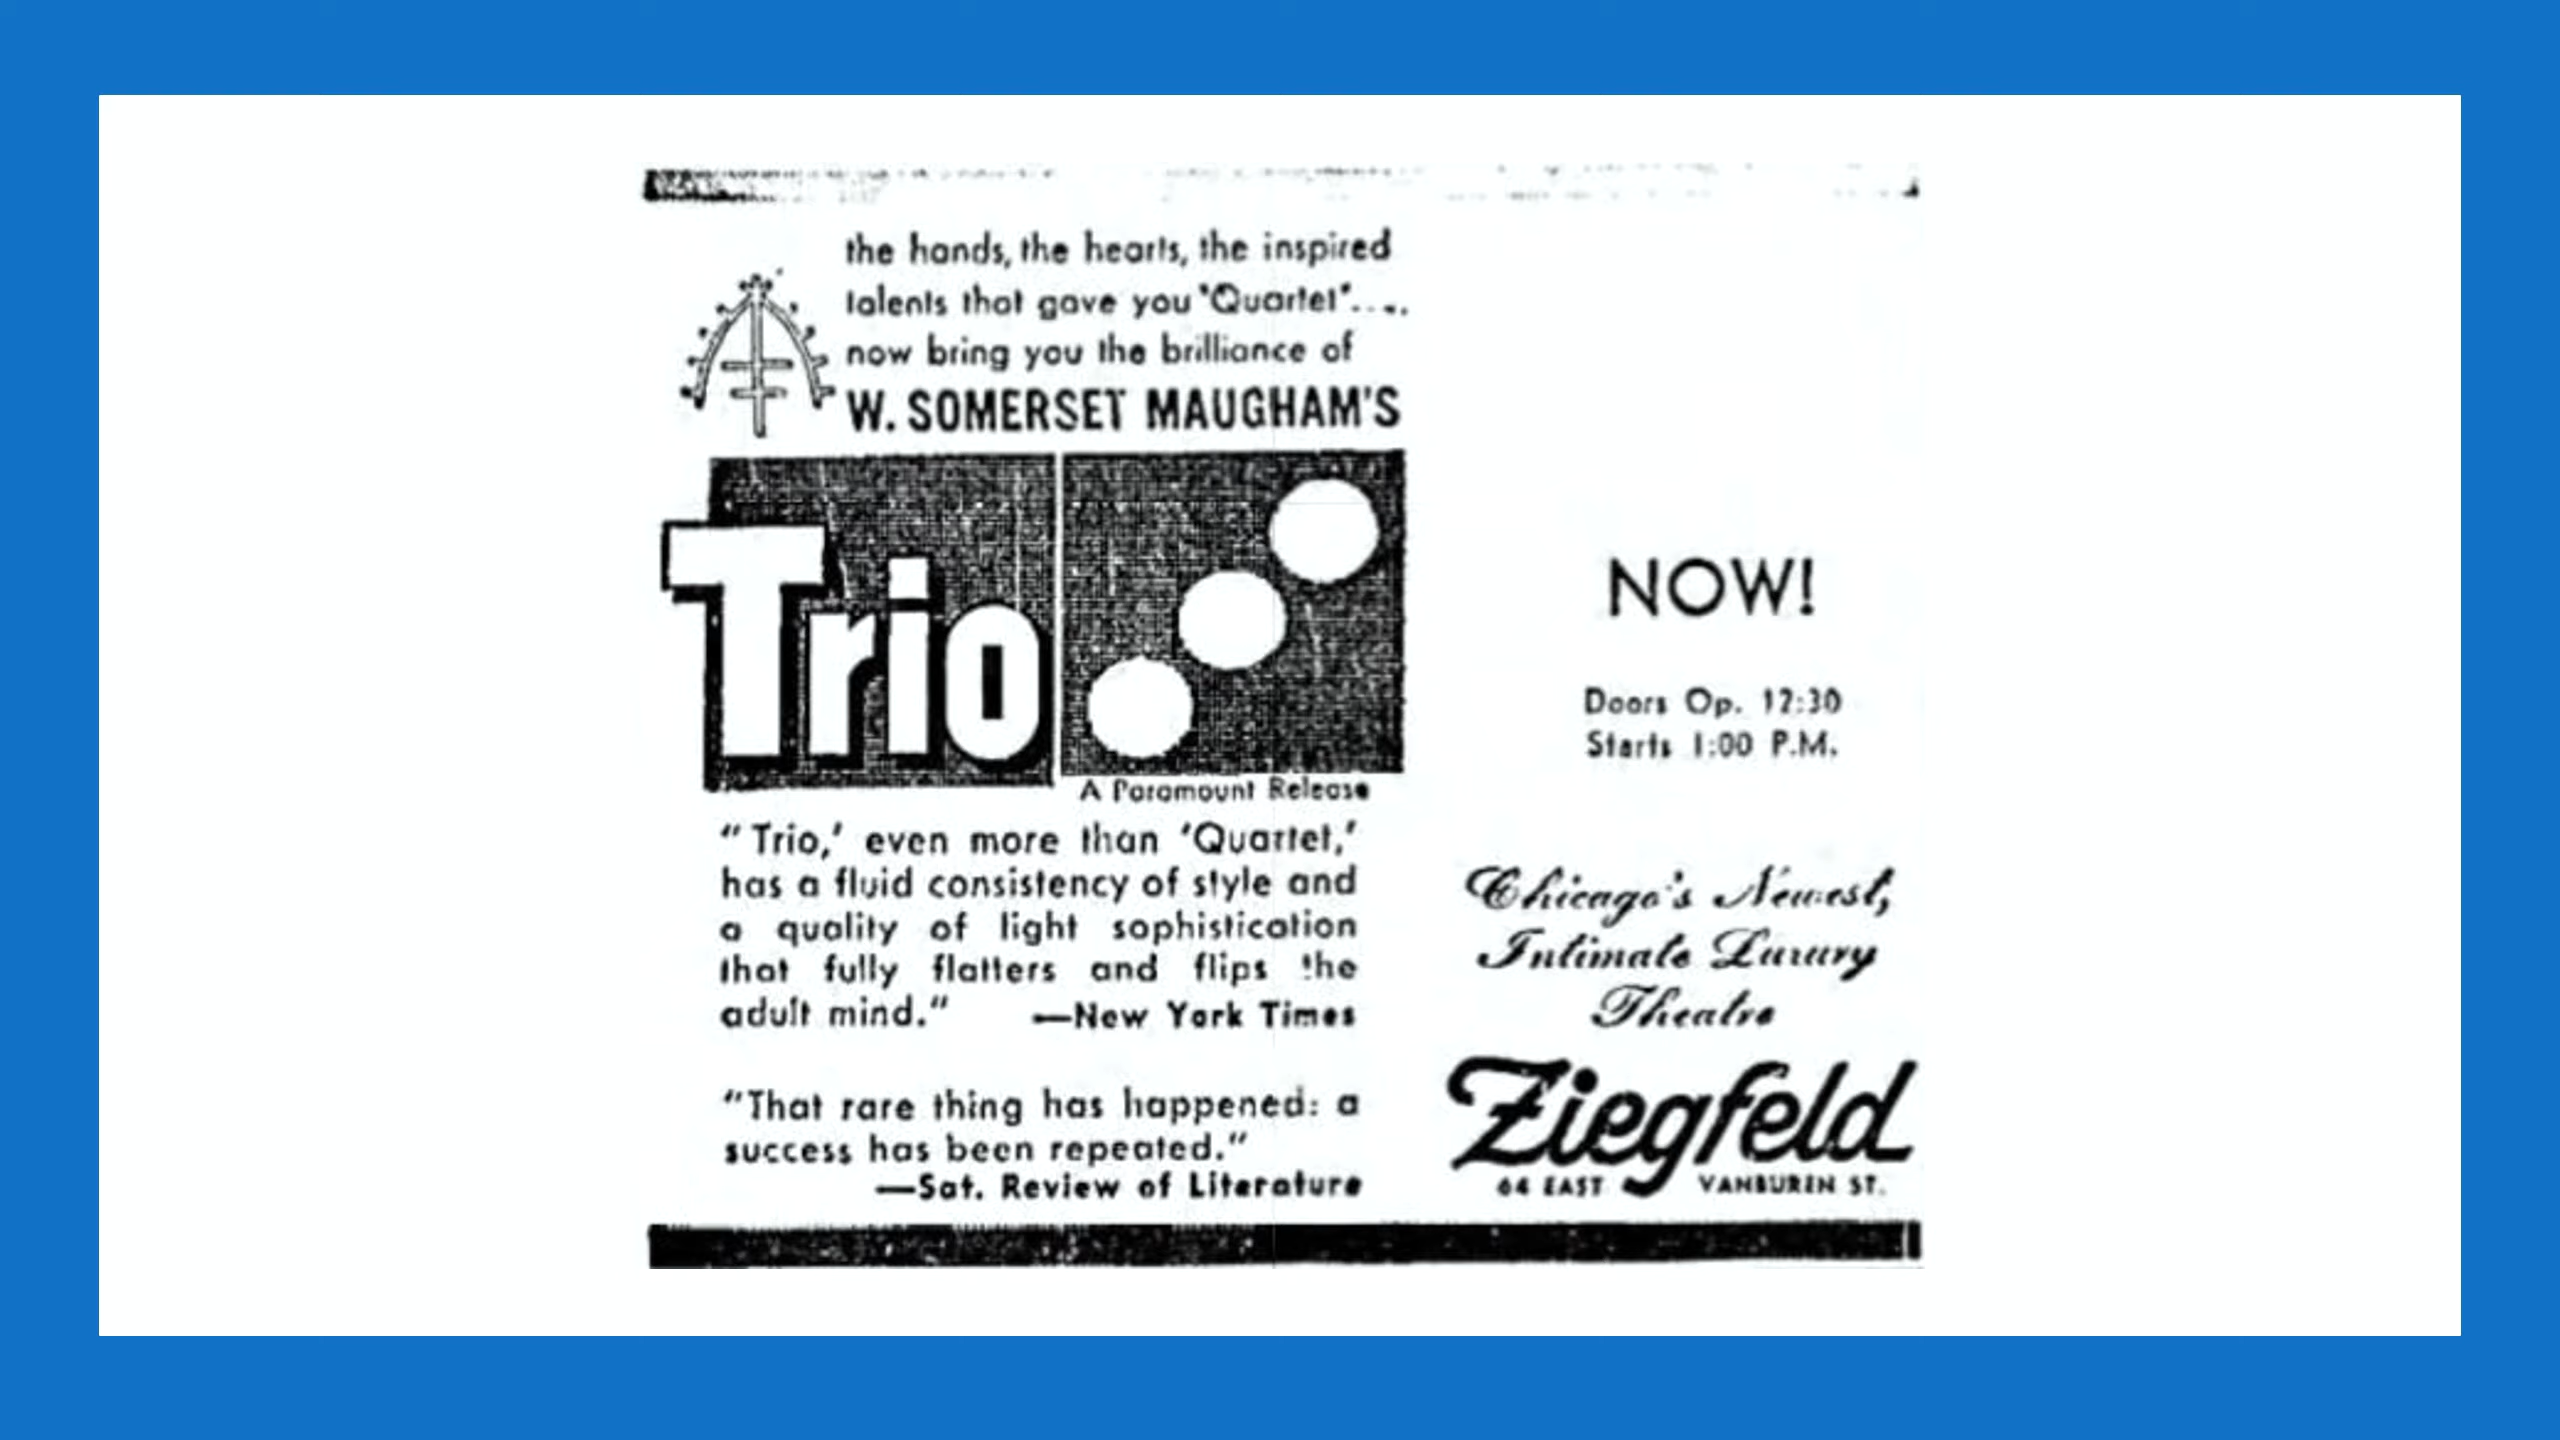 the hands, the hearts, the inspired
talents that gave you "Quartet"....
now bring you the brilliance of
W. SOMERSET MAUGHAM'S
Trio
A Paramount Release
"Trio,' even more than 'Quartet,'
has a fluid consistency of style and
a quality of light sophistication
that fully flatters and flips the
adult mind."
—New York Times
"That rare thing has happened: a
success has been repeated."
—Sat. Review of Literature
NOW!
Doors Op. 12:30
Starts 1:00 P.M.
Chicago's Newest,
Intimate Luxury
Theatre
Ziegfeld
64 EAST VANBUREN ST.